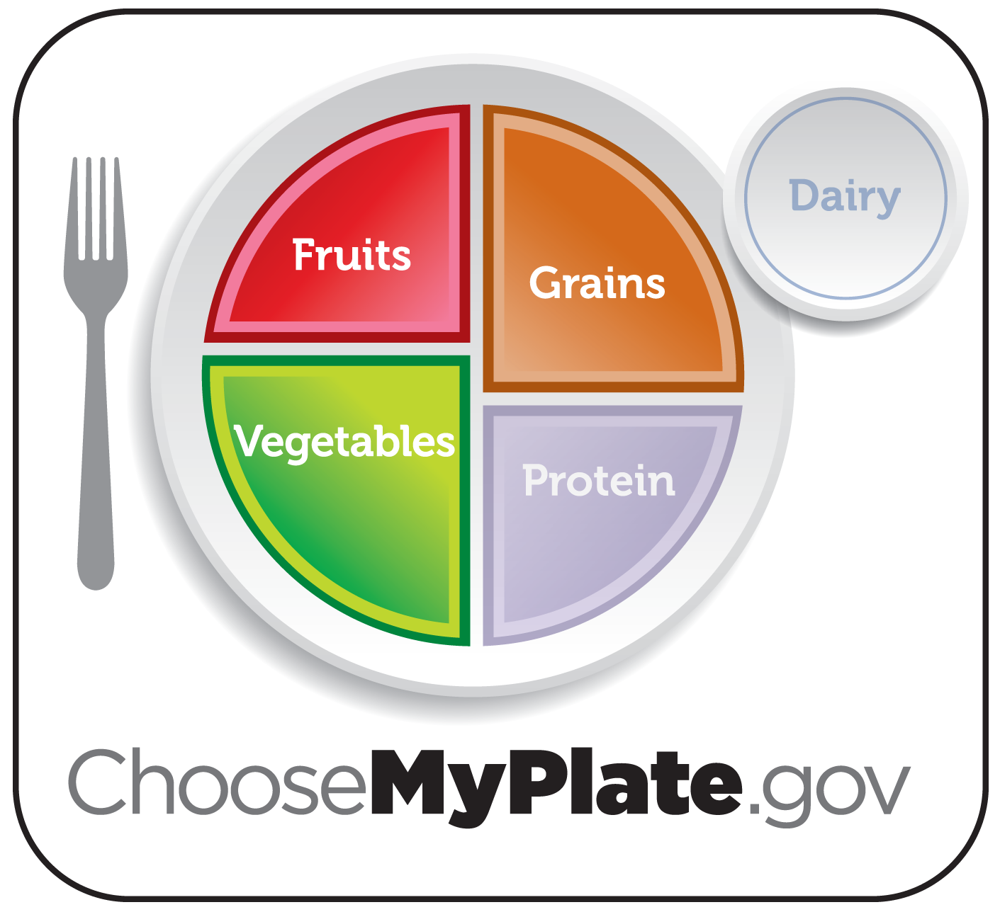 Dairy
Fruits
Grains
Vegetables
Protein
ChooseMyPlate.gov